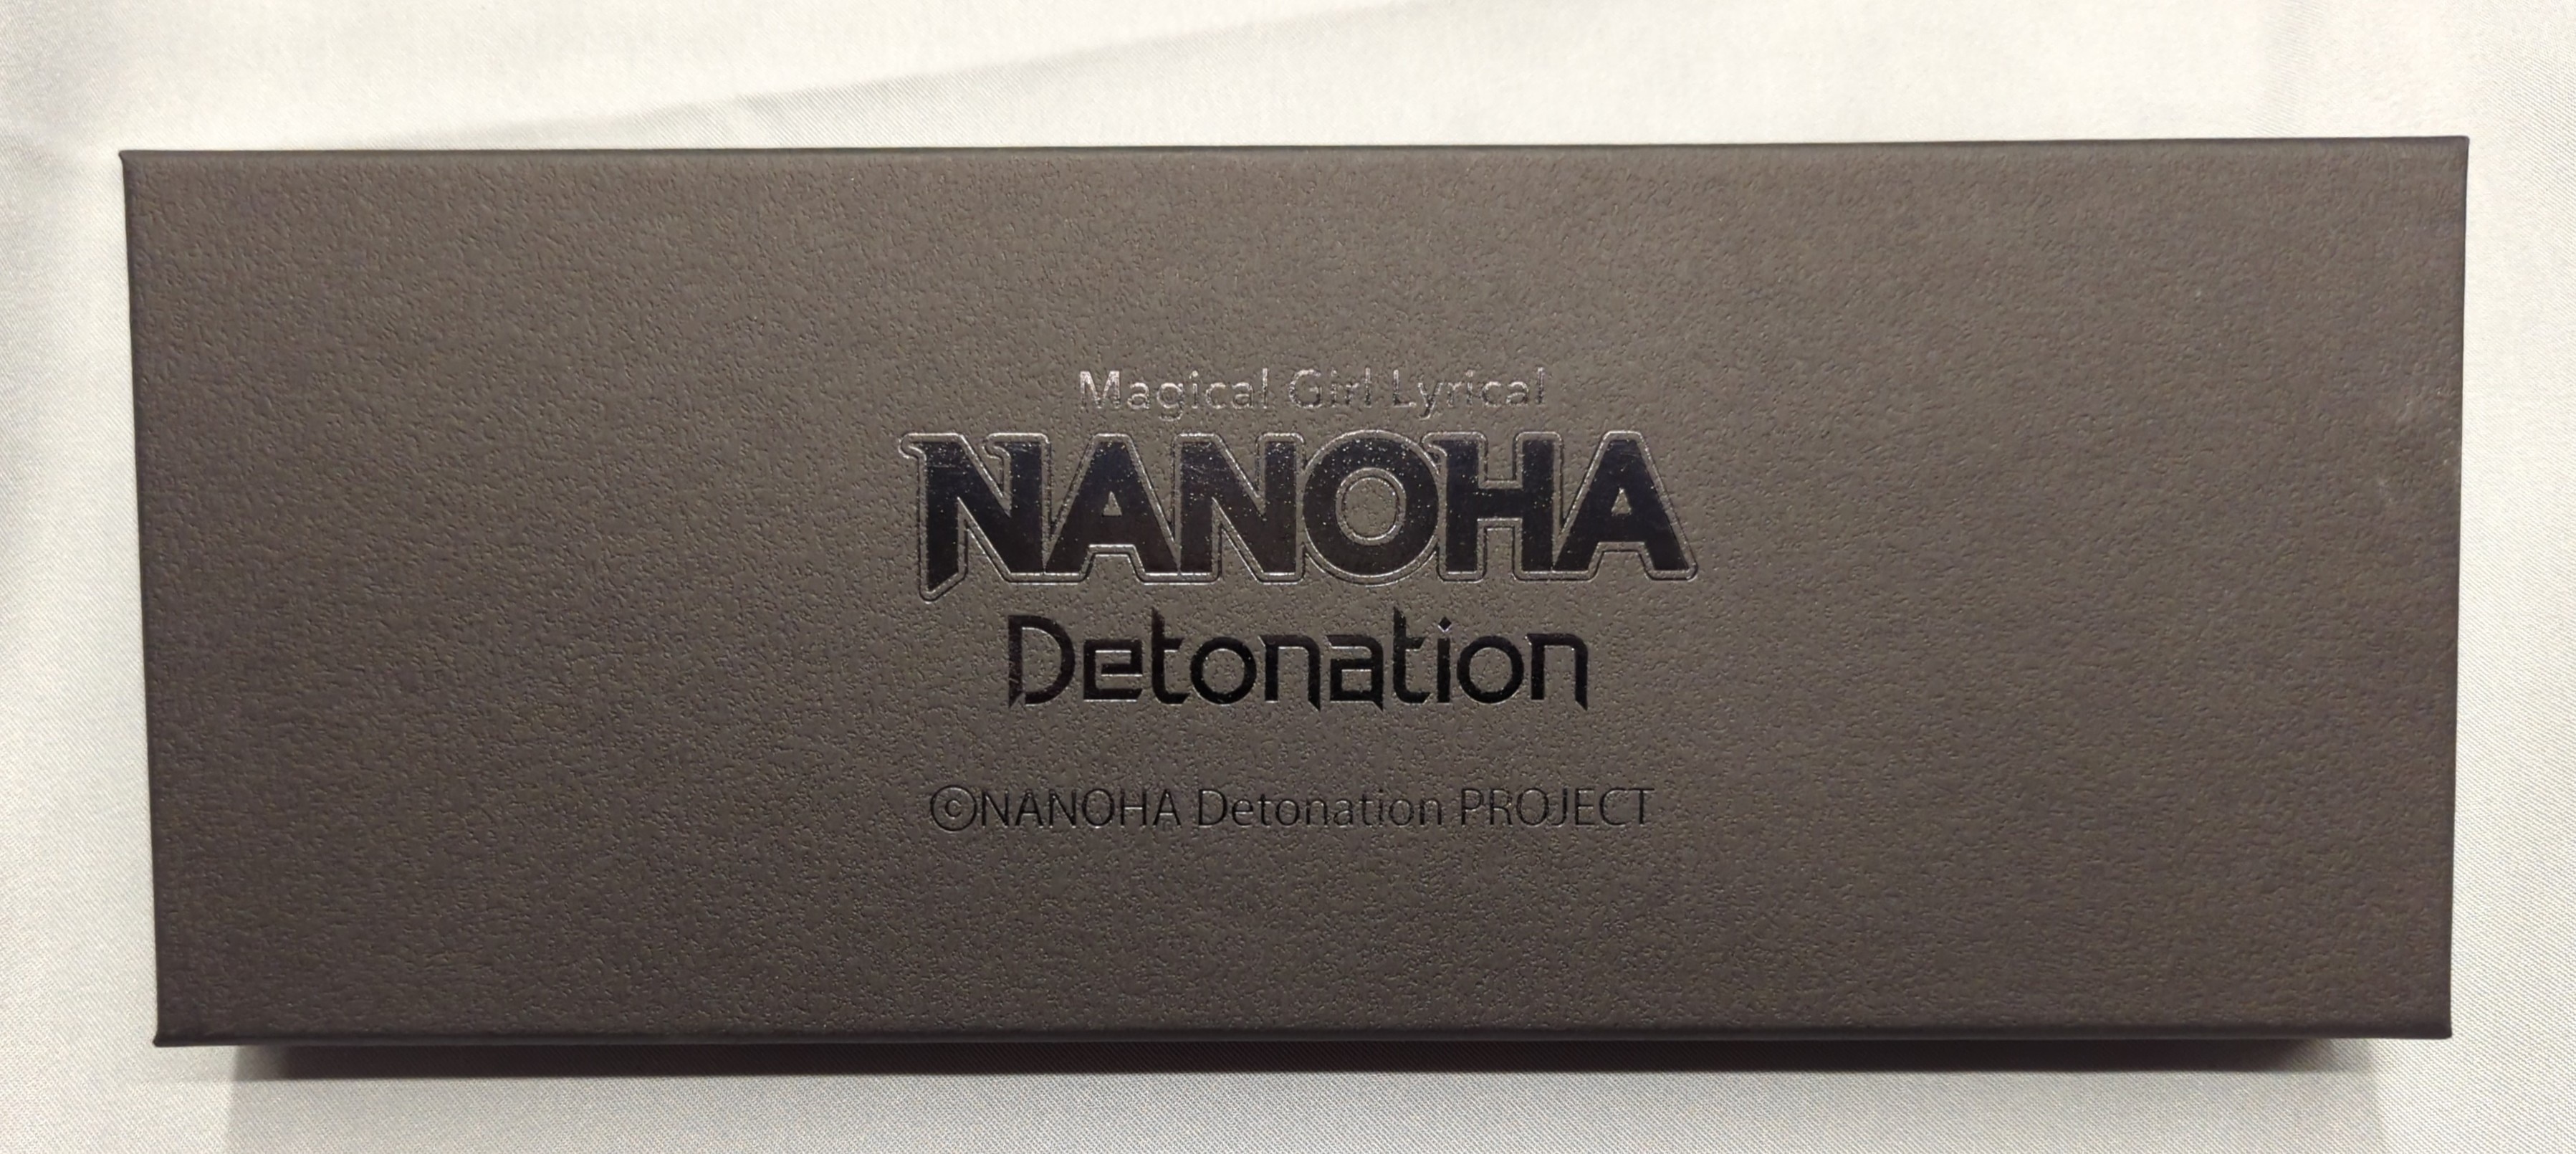 Magical Girl Lyrical
NANOHA
Detonation
©NANOHA Detonation PROJECT